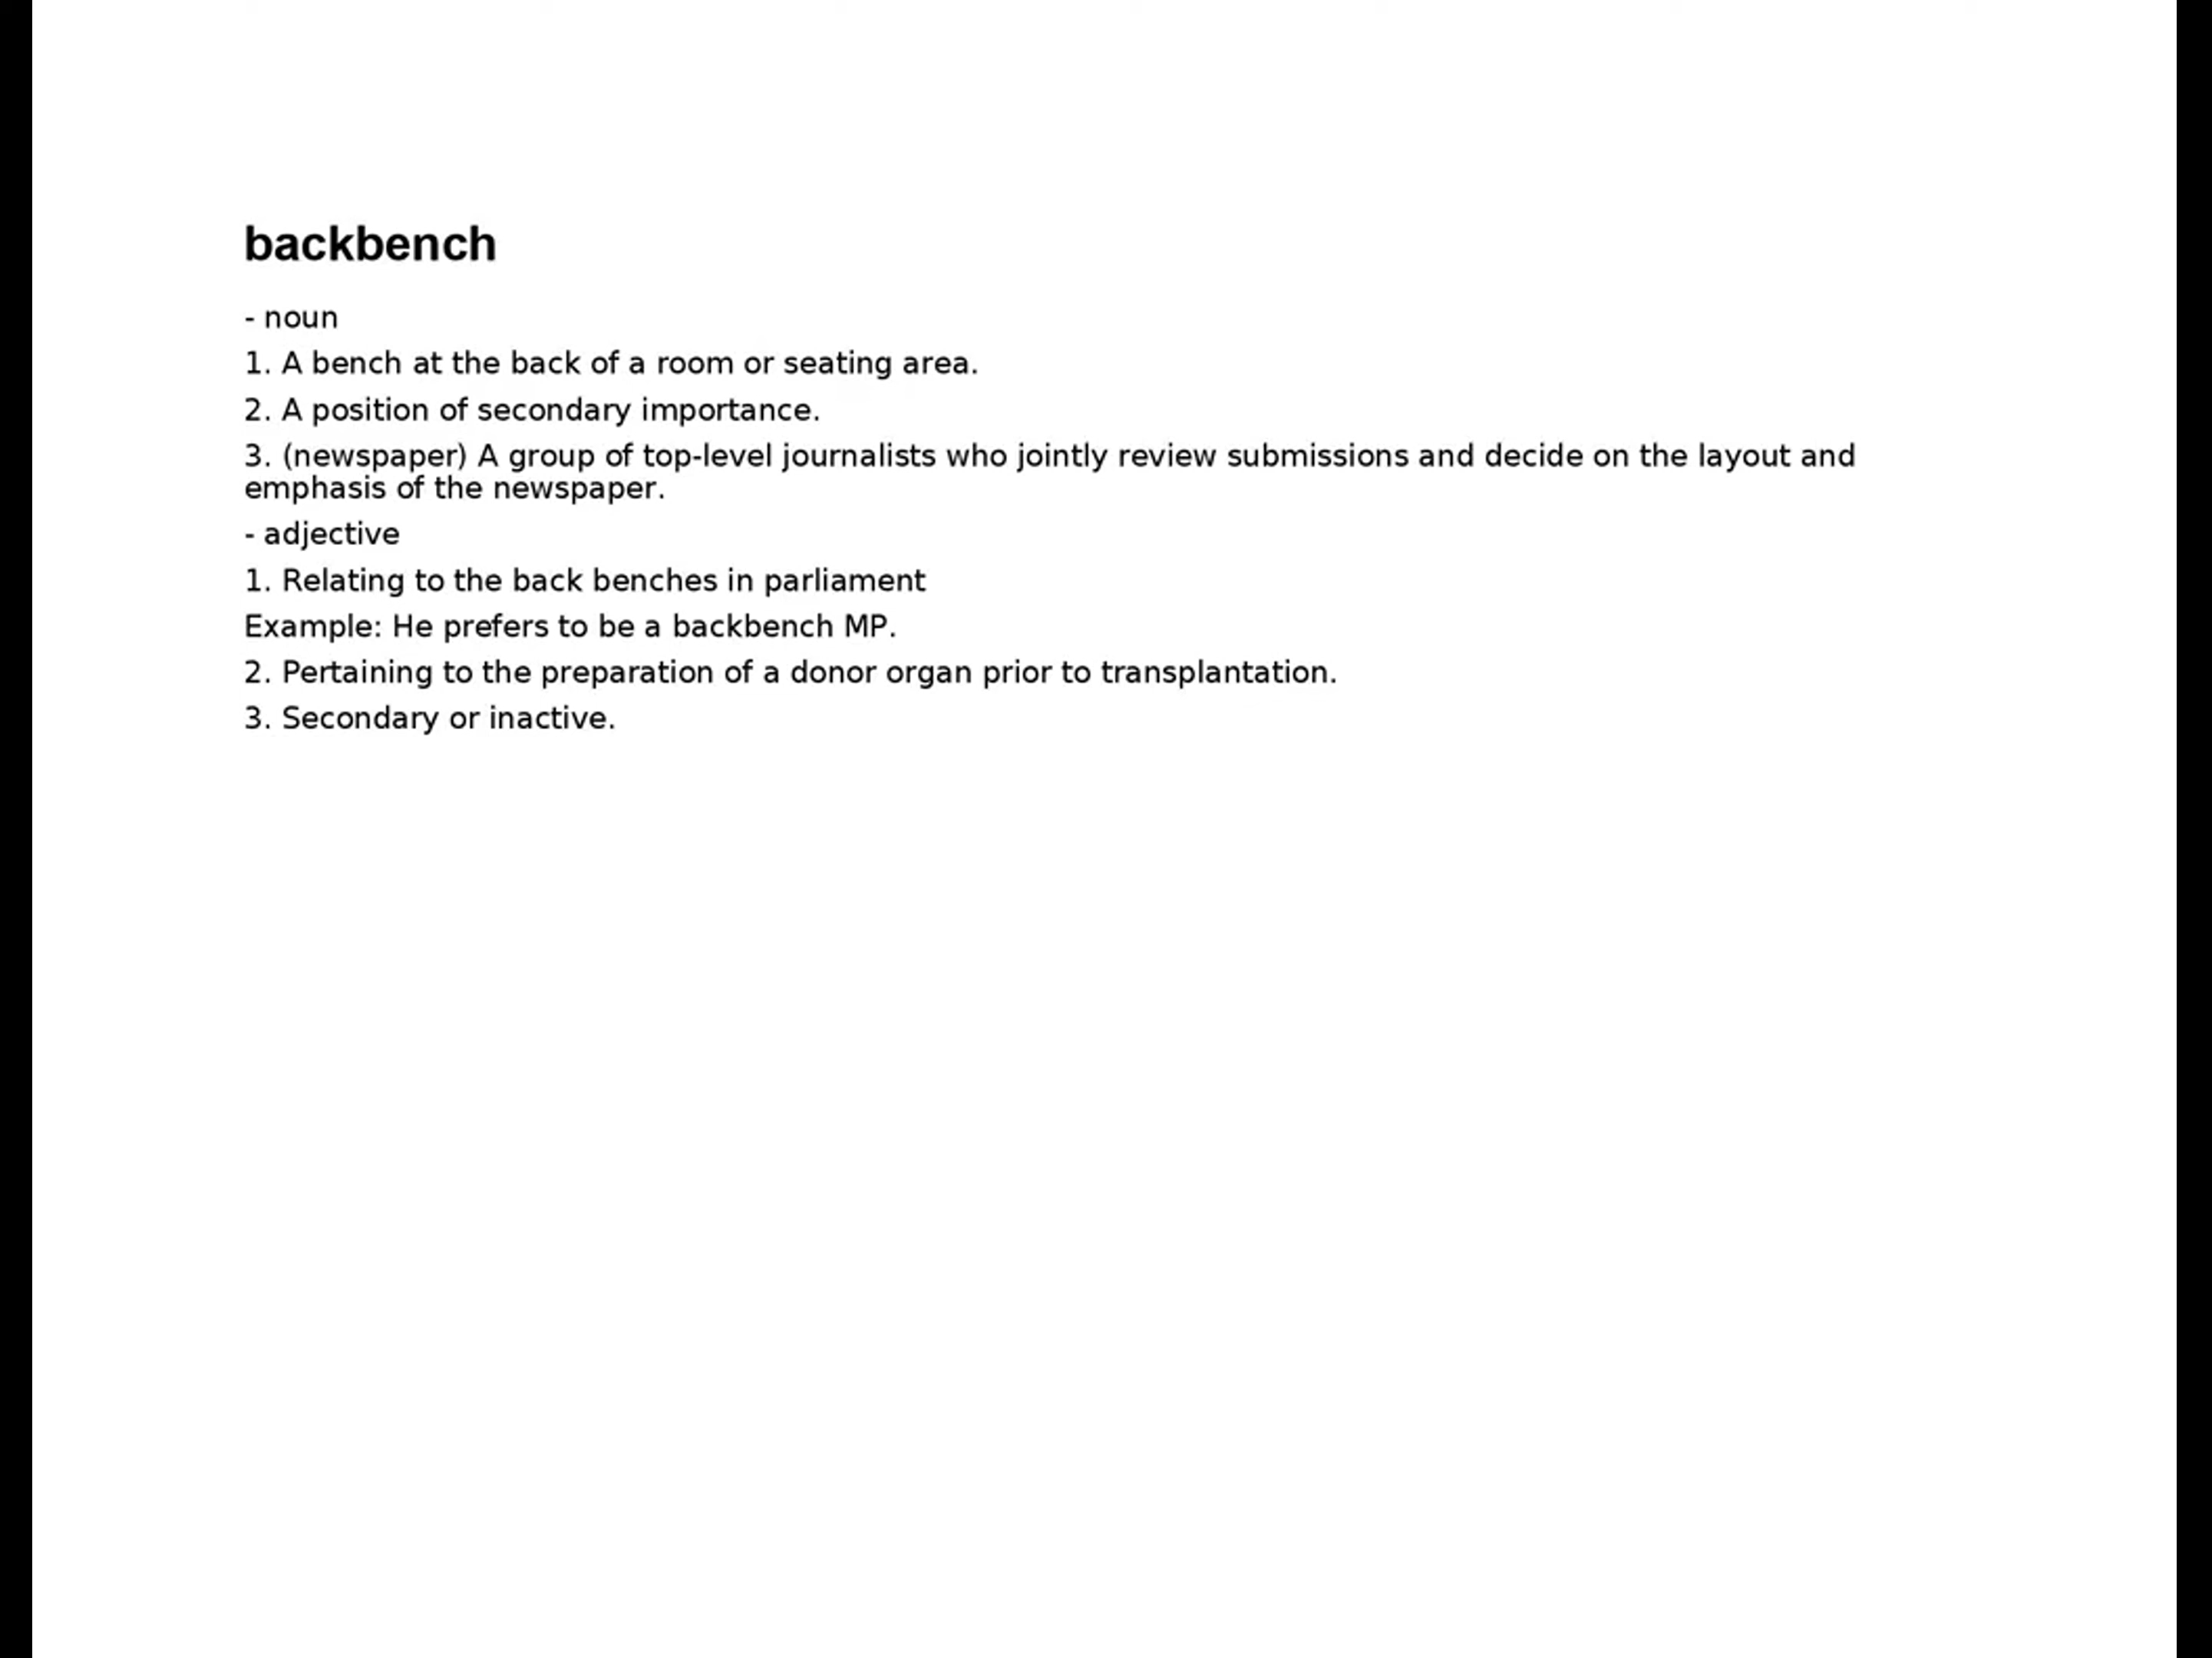 backbench
- noun
1. A bench at the back of a room or seating area.
2. A position of secondary importance.
3. (newspaper) A group of top-level journalists who jointly review submissions and decide on the layout and
emphasis of the newspaper.
- adjective
1. Relating to the back benches in parliament
Example: He prefers to be a backbench MP.
2. Pertaining to the preparation of a donor organ prior to transplantation.
3. Secondary or inactive.